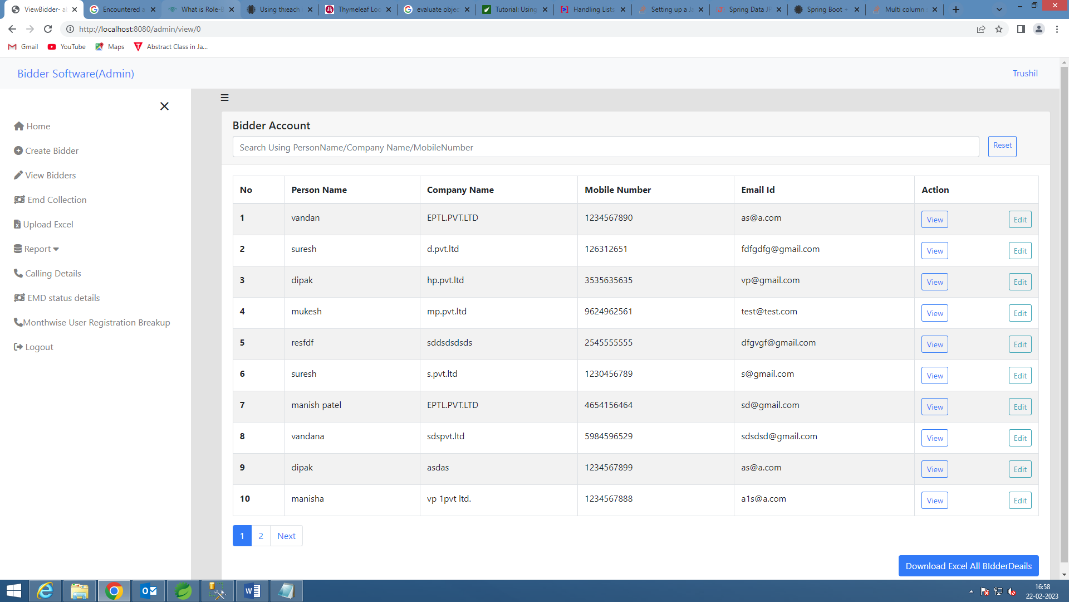 ViewBidder- al
Encountered a
What is Role-B
Using thleach
Thymeleaf Loo
evaluate objec
Tutorial: Using
Handling Lists
Setting up a
Spring Data J
Spring Boot
Multi column
http://localhost:8080/admin/view/0
Gmail YouTube Maps Abstract Class in Ja...
Bidder Software(Admin) Trushil
Home
Create Bidder
View Bidders
Emd Collection
Upload Excel
Report
Calling Details
EMD status details
Monthwise User Registration Breakup
Logout
Bidder Account
Search Using PersonName/Company Name/MobileNumber Reset
No Person Name Company Name Mobile Number Email Id Action
1 vandan EPTL.PVT.LTD 1234567890 as@a.com View Edit
2 suresh d.pvt.ltd 126312651 fdfgdfg@gmail.com View Edit
3 dipak hp.pvt.ltd 3535635635 vp@gmail.com View Edit
4 mukesh mp.pvt.ltd 9624962561 test@test.com View Edit
5 resfdf sddsdsdsds 2545555555 dfgvgf@gmail.com View Edit
6 suresh s.pvt.ltd 1230456789 s@gmail.com View Edit
7 manish patel EPTL.PVT.LTD 4654156464 sd@gmail.com View Edit
8 vandana sdspvt.ltd 5984596529 sdsdsd@gmail.com View Edit
9 dipak asdas 1234567899 as@a.com View Edit
10 manisha vp 1pvt ltd. 1234567888 a1s@a.com View Edit
1 2 Next
Download Excel All BIdderDeails
16:58
22-02-2023